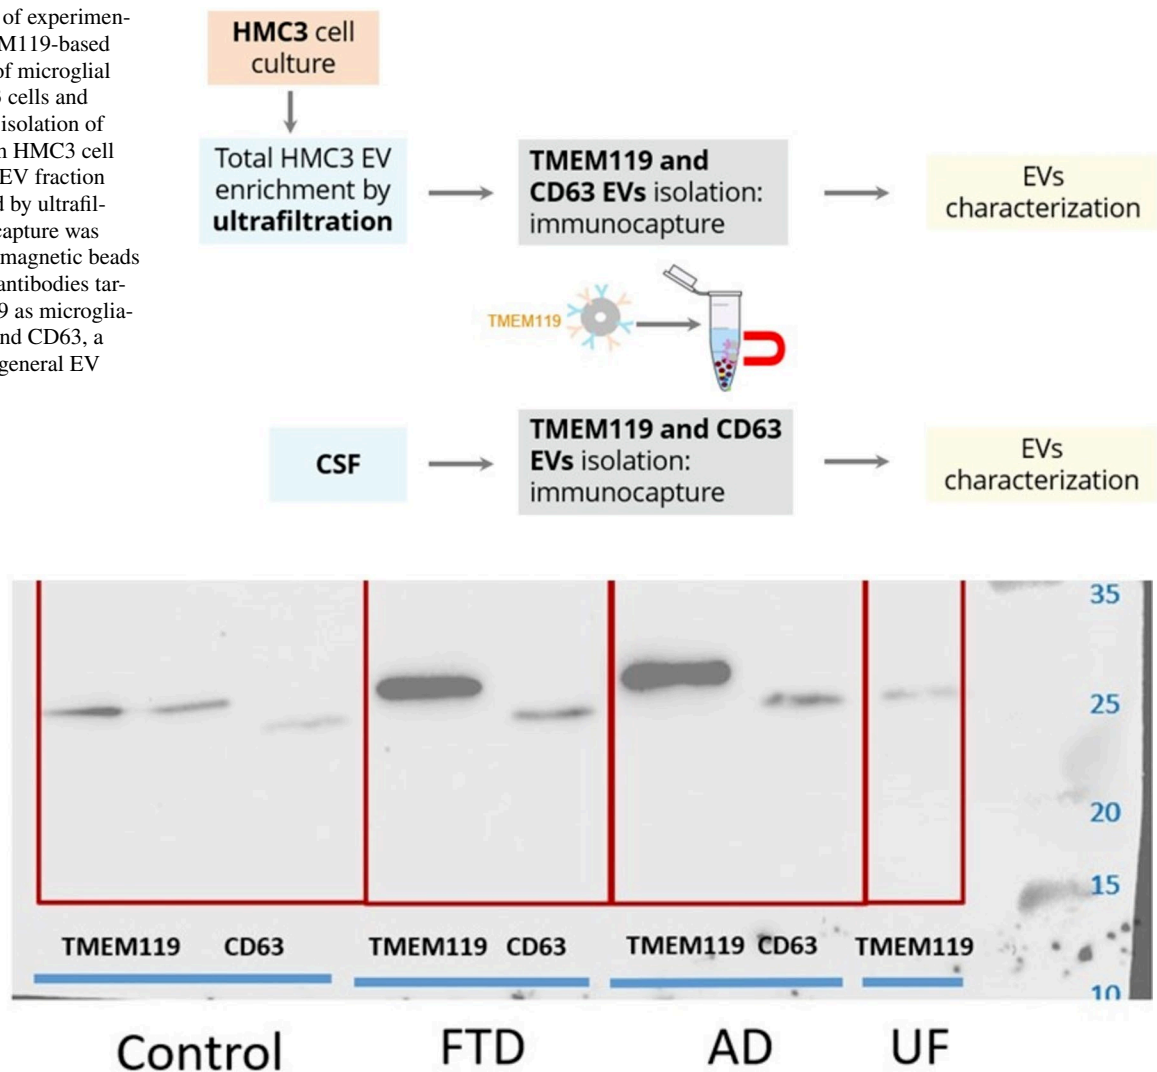 of experimen-
M119-based
of microglial
cells and
isolation of
HMC3 cell
EV fraction
d by ultrafil-
capture was
magnetic beads
antibodies tar-
9 as microglia-
nd CD63, a
general EV
HMC3 cell
culture
Total HMC3 EV
enrichment by
ultrafiltration
TMEM119 and
CD63 EVs isolation:
immunocapture
EVs
characterization
TMEM119
CSF
TMEM119 and CD63
EVs isolation:
immunocapture
EVs
characterization
35
25
20
15
10
TMEM119 CD63 TMEM119 CD63 TMEM119 CD63 TMEM119
Control FTD AD UF